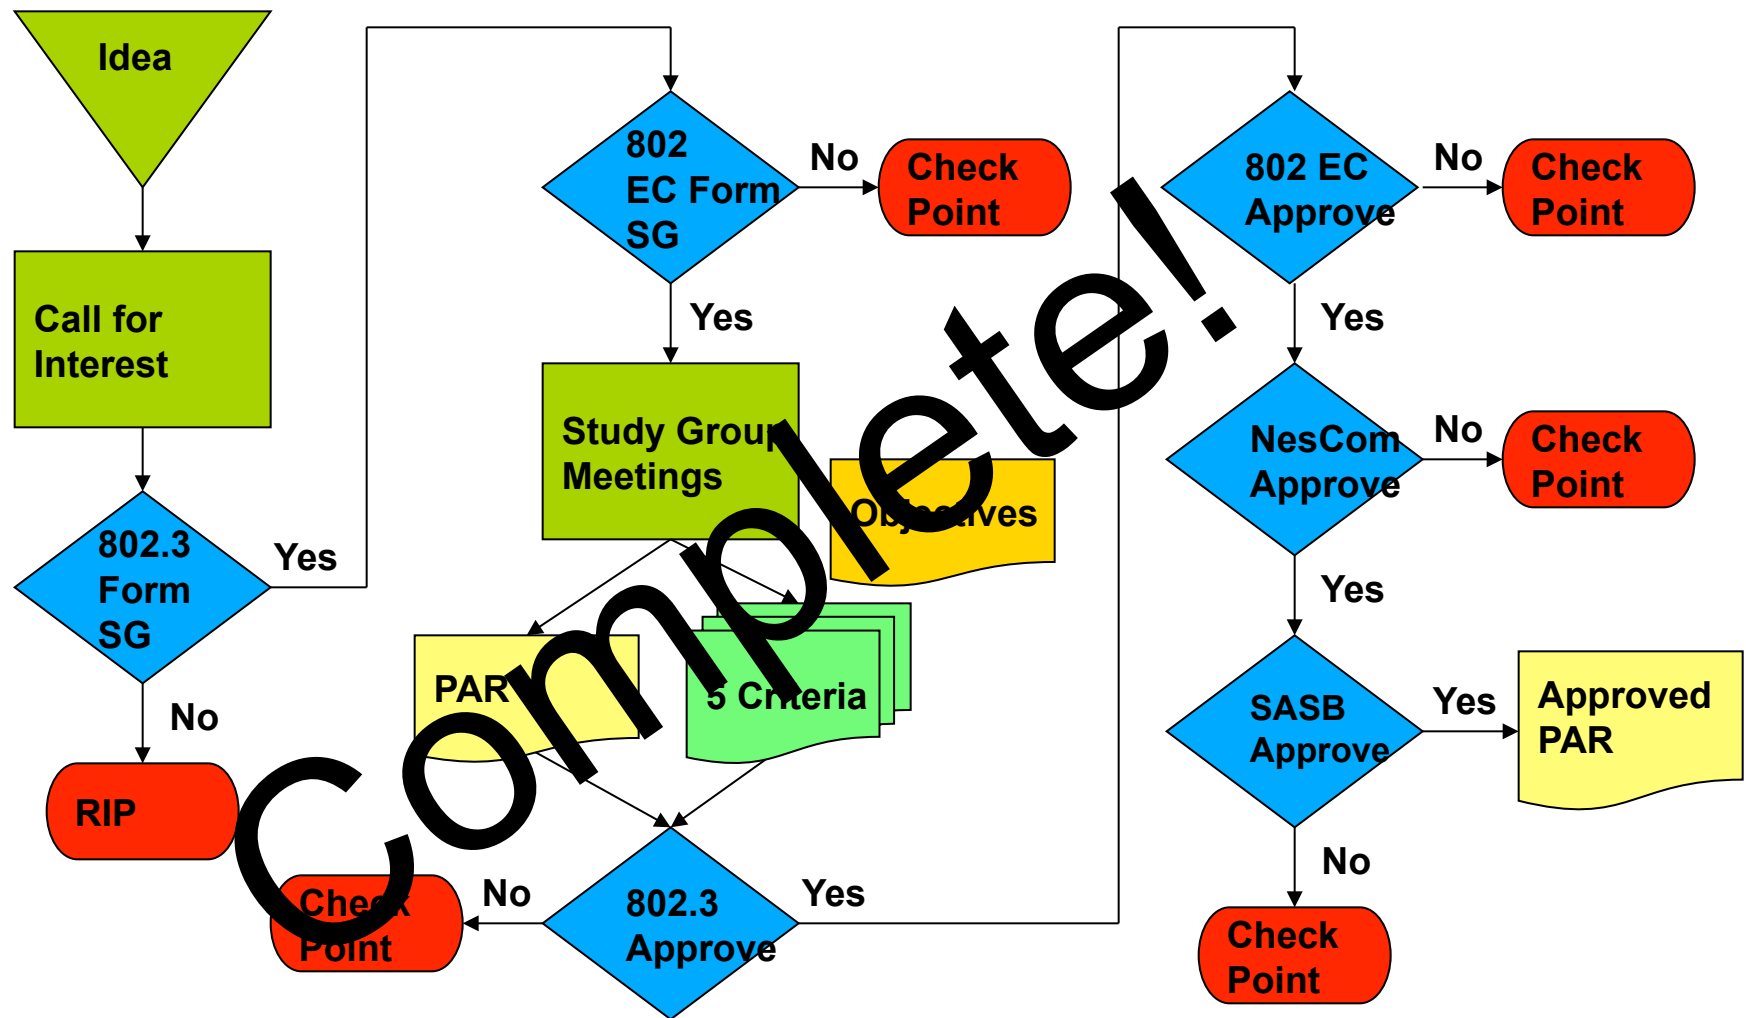 Idea
Call for
Interest
802.3
Form
SG
Yes
No
RIP
802
EC Form
SG
No
Check
Point
Yes
Study Group
Meetings
Objectives
PAR
5 Criteria
802.3
Approve
No
Check
Point
Yes
802 EC
Approve
No
Check
Point
Yes
NesCom
Approve
No
Check
Point
Yes
SASB
Approve
Yes
Approved
PAR
No
Check
Point
Complete!